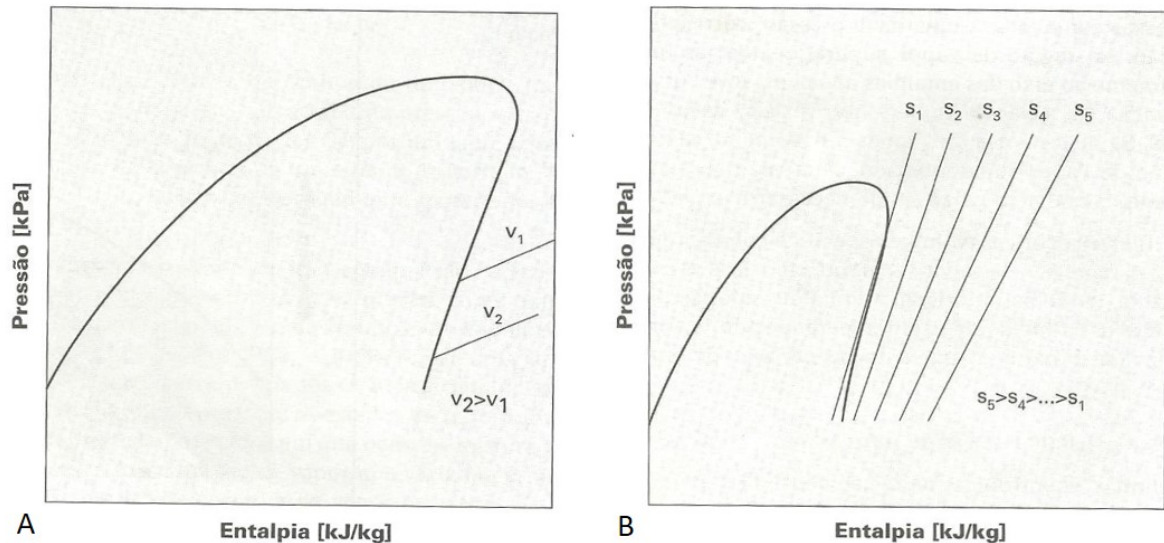 Pressão [kPa]
v₁
v₂
v₂>v₁
A
Entalpia [kJ/kg]
Pressão [kPa]
s₁ s₂ s₃ s₄ s₅
s₅>s₄>...>s₁
B
Entalpia [kJ/kg]